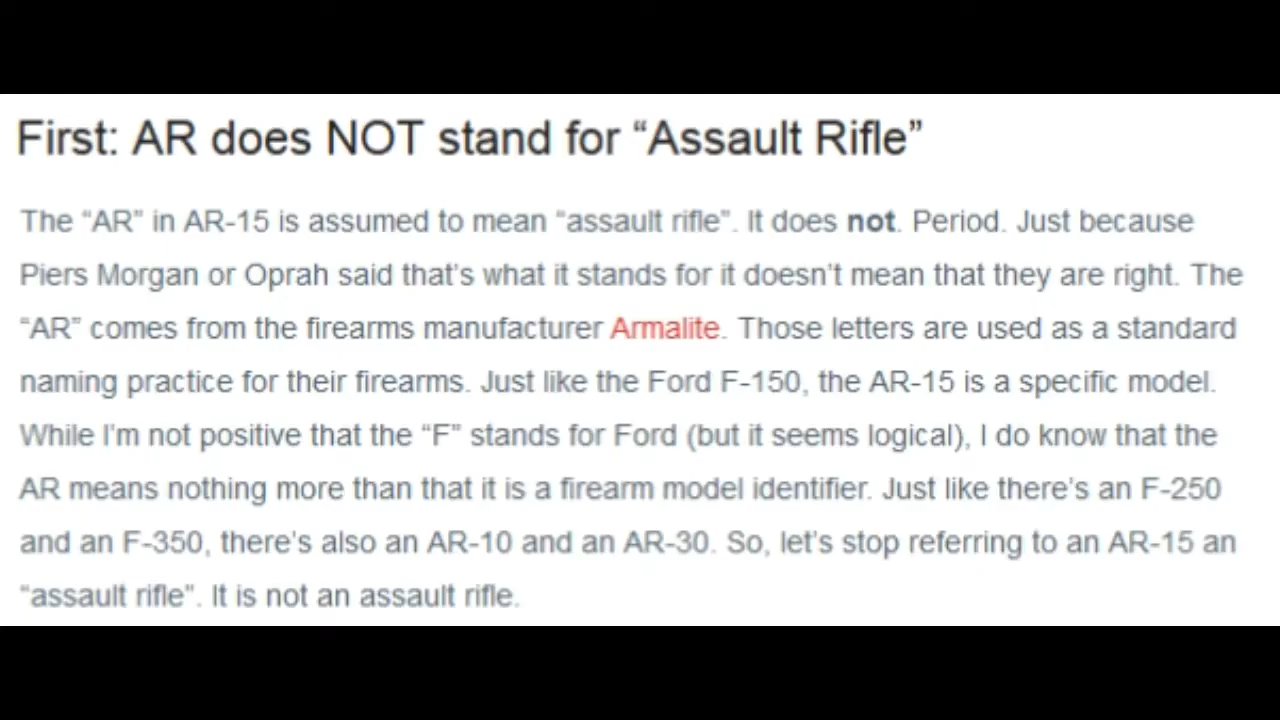 First: AR does NOT stand for “Assault Rifle”
The “AR” in AR-15 is assumed to mean “assault rifle”. It does not. Period. Just because
Piers Morgan or Oprah said that’s what it stands for it doesn’t mean that they are right. The
“AR” comes from the firearms manufacturer Armalite. Those letters are used as a standard
naming practice for their firearms. Just like the Ford F-150, the AR-15 is a specific model.
While I’m not positive that the “F” stands for Ford (but it seems logical), I do know that the
AR means nothing more than that it is a firearm model identifier. Just like there’s an F-250
and an F-350, there’s also an AR-10 and an AR-30. So, let’s stop referring to an AR-15 an
“assault rifle”. It is not an assault rifle.